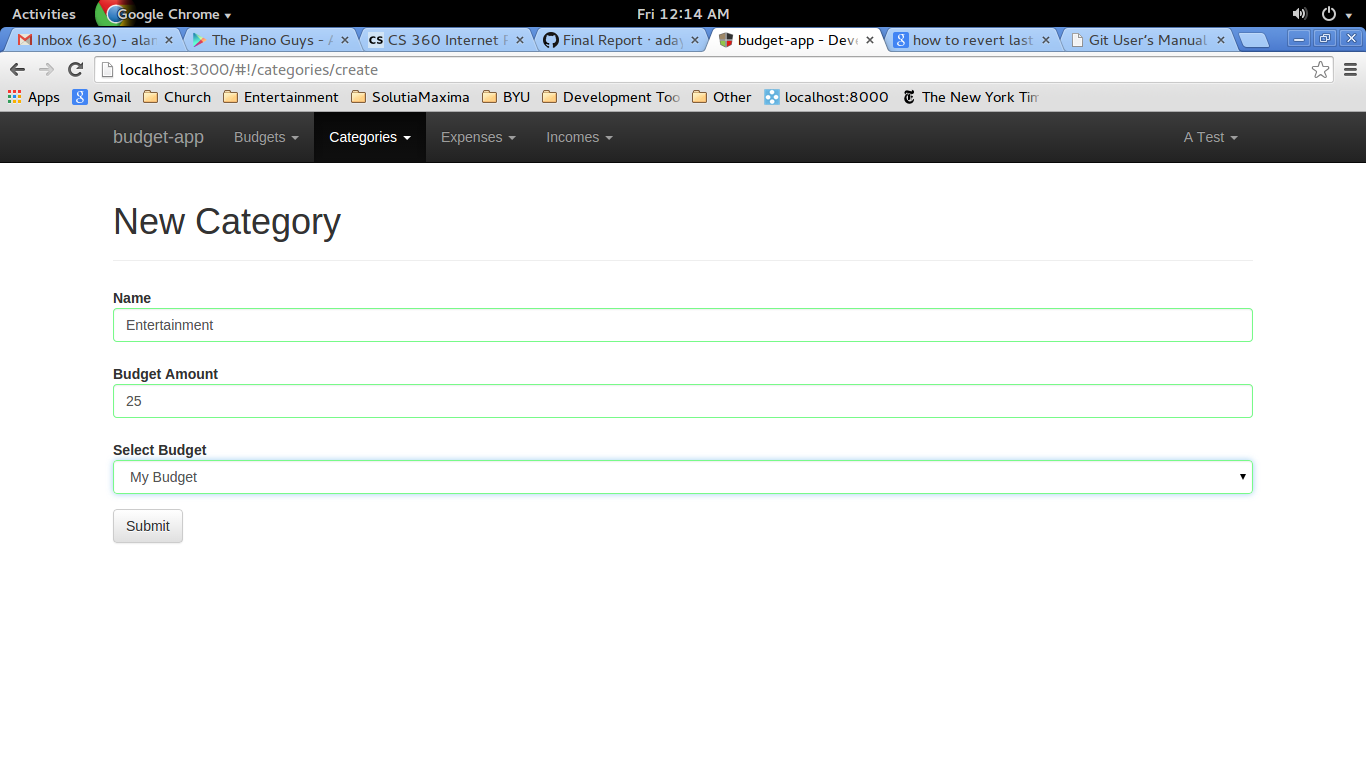 Activities Google Chrome Fri 12:14 AM
Inbox (630) - alan The Piano Guys - A CS CS 360 Internet P Final Report · aday budget-app - Deve how to revert last Git User's Manual
localhost:3000/#!/categories/create
Apps Gmail Church Entertainment SolutiaMaxima BYU Development Too Other localhost:8000 The New York Tim
budget-app Budgets Categories Expenses Incomes A Test
New Category
Name
Entertainment
Budget Amount
25
Select Budget
My Budget
Submit